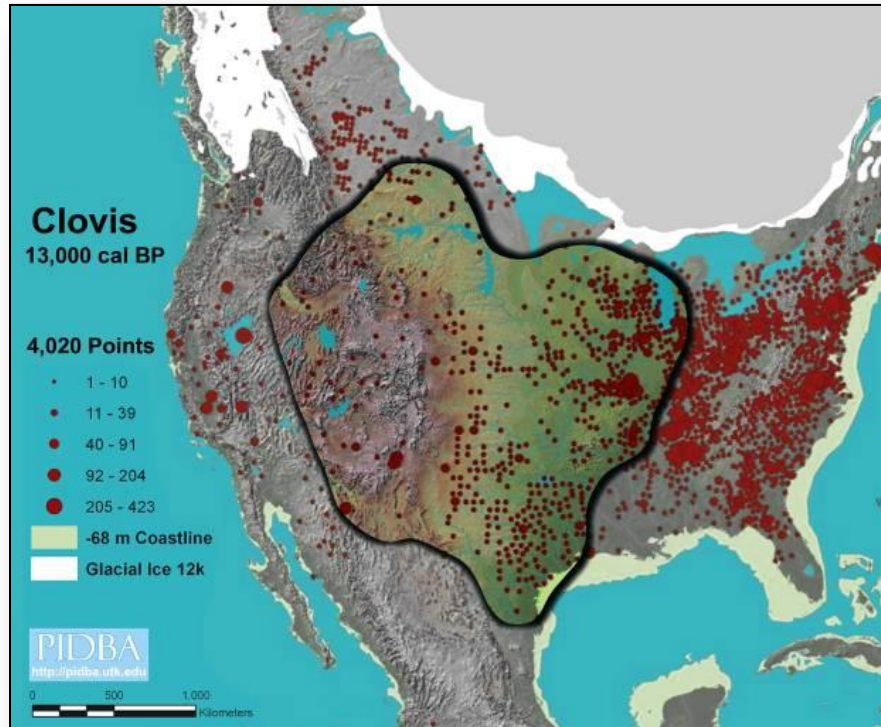 Clovis
13,000 cal BP
4,020 Points
1 - 10
11 - 39
40 - 91
92 - 204
205 - 423
-68 m Coastline
Glacial Ice 12k
PIDBA
http://pidba.utk.edu
0 500 1,000
Kilometers